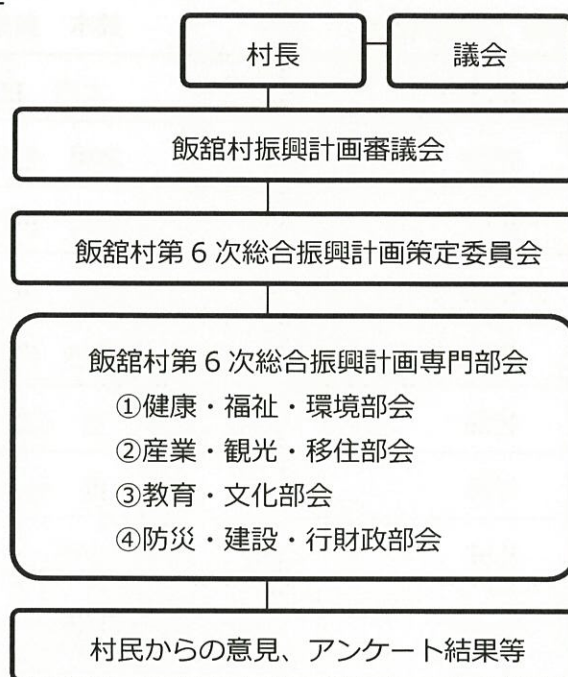 村長 議会
飯舘村振興計画審議会
飯舘村第6次総合振興計画策定委員会
飯舘村第6次総合振興計画専門部会
①健康・福祉・環境部会
②産業・観光・移住部会
③教育・文化部会
④防災・建設・行財政部会
村民からの意見、アンケート結果等